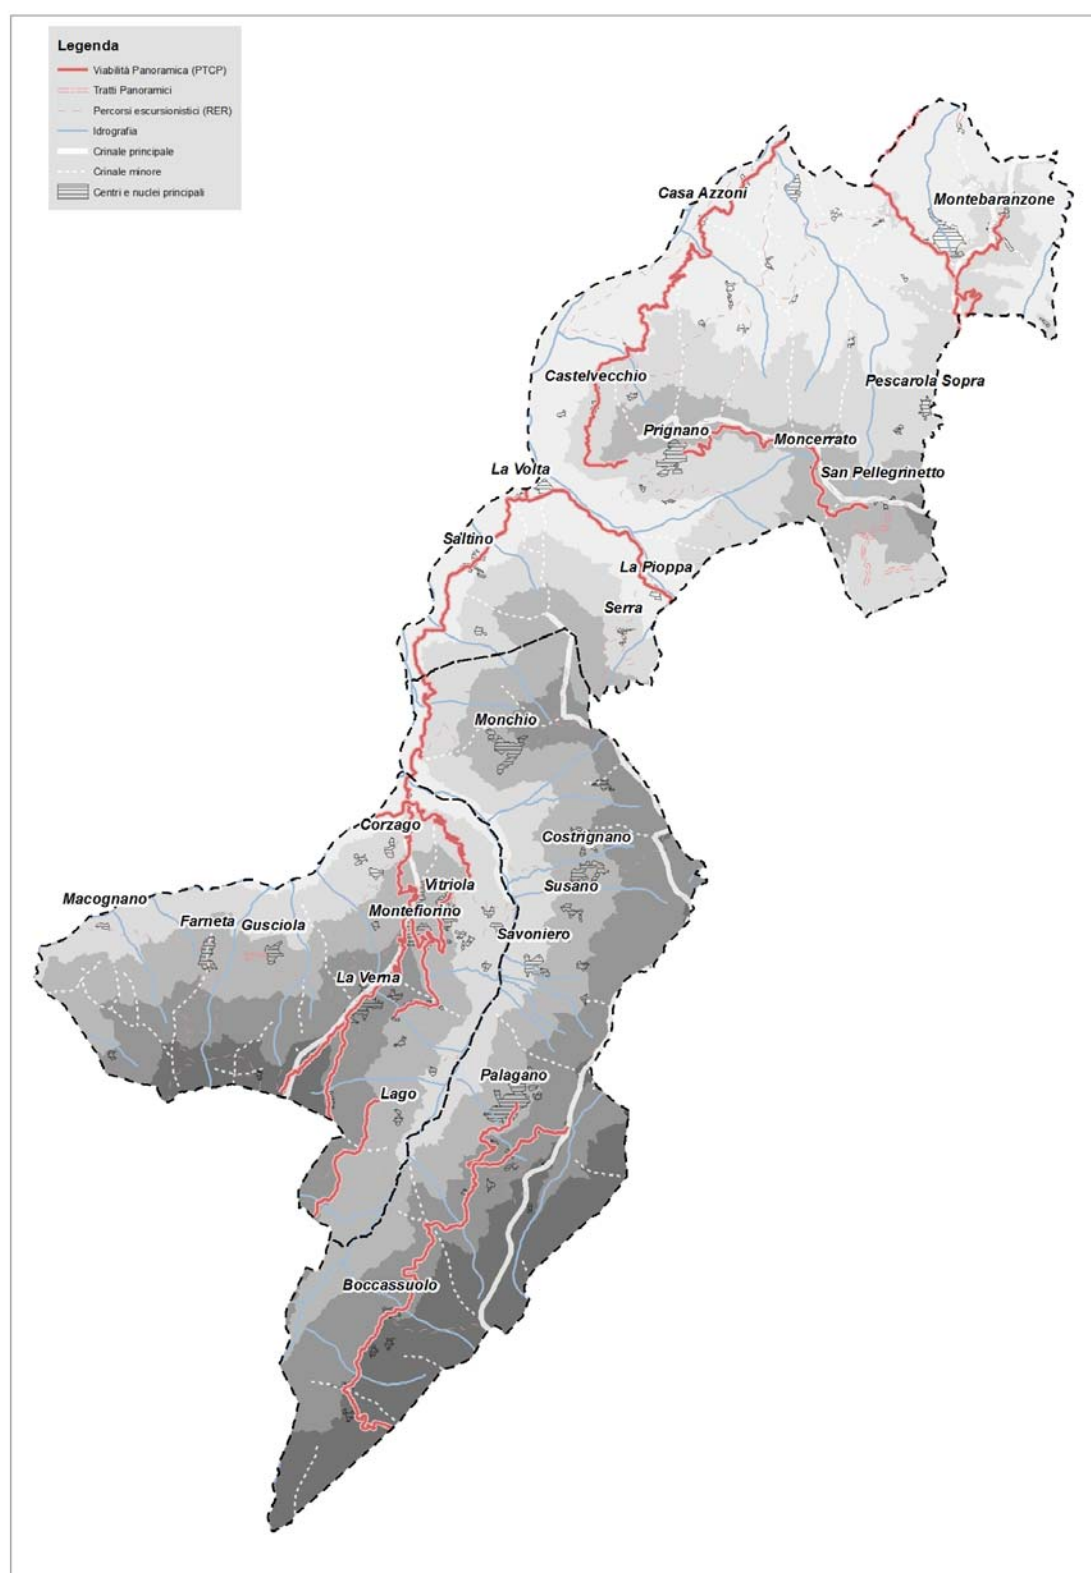 Legenda
Viabilità Panoramica (PTCP)
Tratti Panoramici
Percorsi escursionistici (RER)
Idrografia
Crinale principale
Crinale minore
Centri e nuclei principali
Casa Azzoni
Montebaranzone
Castelvecchio
Pescarola Sopra
Prignano
Moncerrato
La Volta
San Pellegrinetto
Saltino
La Pioppa
Serra
Monchio
Corzago
Costrignano
Vitriola
Susano
Macognano
Montefiorino
Farneta
Gusciola
Savoniero
La Verna
Palagano
Lago
Boccassuolo